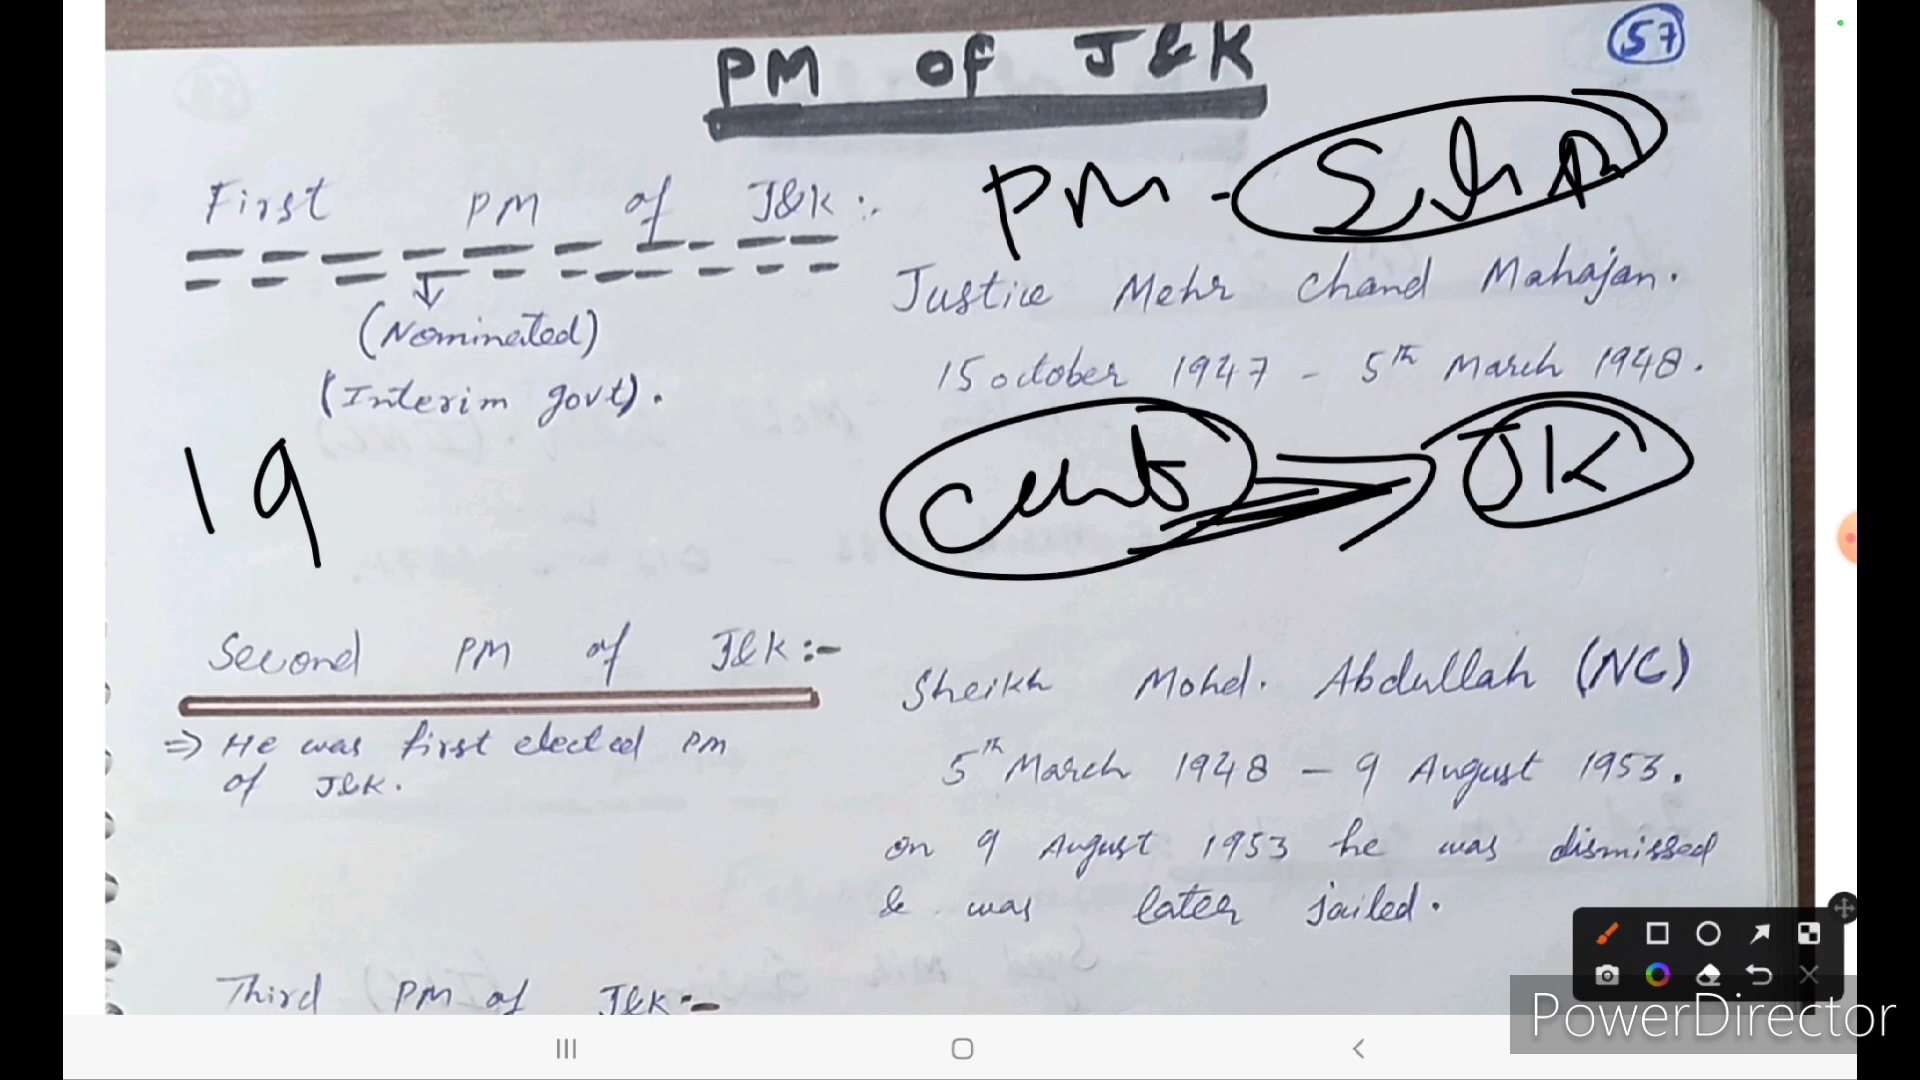 57
PM of J&K
First PM of J&K :-
PM -
(Nominated)
(Interim govt).
Justice Mehr Chand Mahajan.
15 october 1947 - 5th March 1948.
19
Cent
JK
Second PM of J&K :-
=> He was first elected PM
of J&K.
Sheikh Mohd. Abdullah (NC)
5th March 1948 - 9 August 1953.
on 9 August 1953 he was dismissed
& was later jailed.
Third PM of J&K :-
PowerDirector